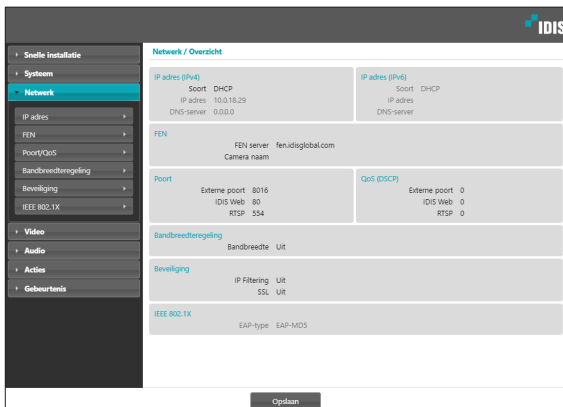 IDIS
Snelle installatie
Systeem
Netwerk
IP adres
FEN
Poort/QoS
Bandbreedteregeling
Beveiliging
IEEE 802.1X
Video
Audio
Acties
Gebeurtenis
Netwerk / Overzicht
IP adres (IPv4)
Soort DHCP
IP adres 10.0.18.29
DNS-server 0.0.0.0
IP adres (IPv6)
Soort DHCP
IP adres
DNS-server
FEN
FEN server fen.idisglobal.com
Camera naam
Poort
Externe poort 8016
IDIS Web 80
RTSP 554
QoS (DSCP)
Externe poort 0
IDIS Web 0
RTSP 0
Bandbreedteregeling
Bandbreedte Uit
Beveiliging
IP Filtering Uit
SSL Uit
IEEE 802.1X
EAP-type EAP-MD5
Opslaan